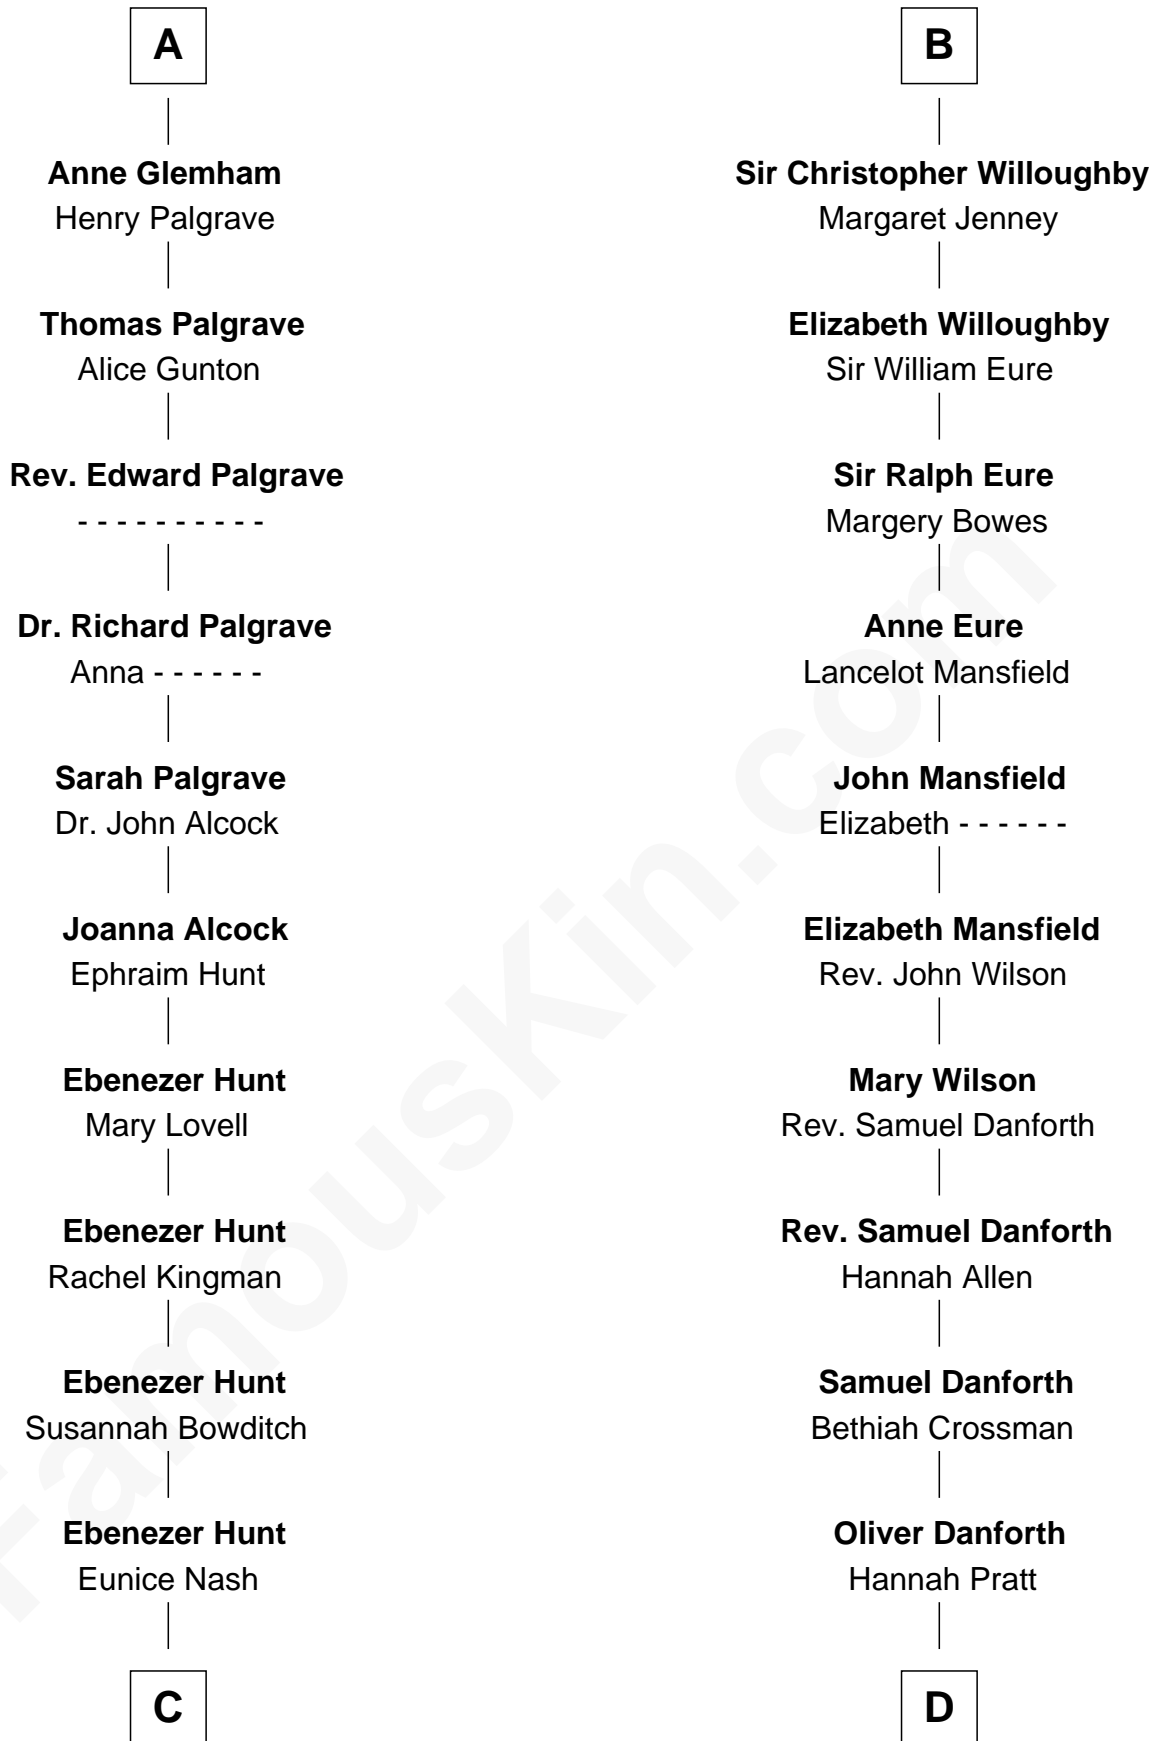 A
Anne Glemham
Henry Palgrave
Thomas Palgrave
Alice Gunton
Rev. Edward Palgrave
- - - - - - - - - -
Dr. Richard Palgrave
Anna - - - - - -
Sarah Palgrave
Dr. John Alcock
Joanna Alcock
Ephraim Hunt
Ebenezer Hunt
Mary Lovell
Ebenezer Hunt
Rachel Kingman
Ebenezer Hunt
Susannah Bowditch
Ebenezer Hunt
Eunice Nash
C
B
Sir Christopher Willoughby
Margaret Jenney
Elizabeth Willoughby
Sir William Eure
Sir Ralph Eure
Margery Bowes
Anne Eure
Lancelot Mansfield
John Mansfield
Elizabeth - - - - - -
Elizabeth Mansfield
Rev. John Wilson
Mary Wilson
Rev. Samuel Danforth
Rev. Samuel Danforth
Hannah Allen
Samuel Danforth
Bethiah Crossman
Oliver Danforth
Hannah Pratt
D
FamousKin.com